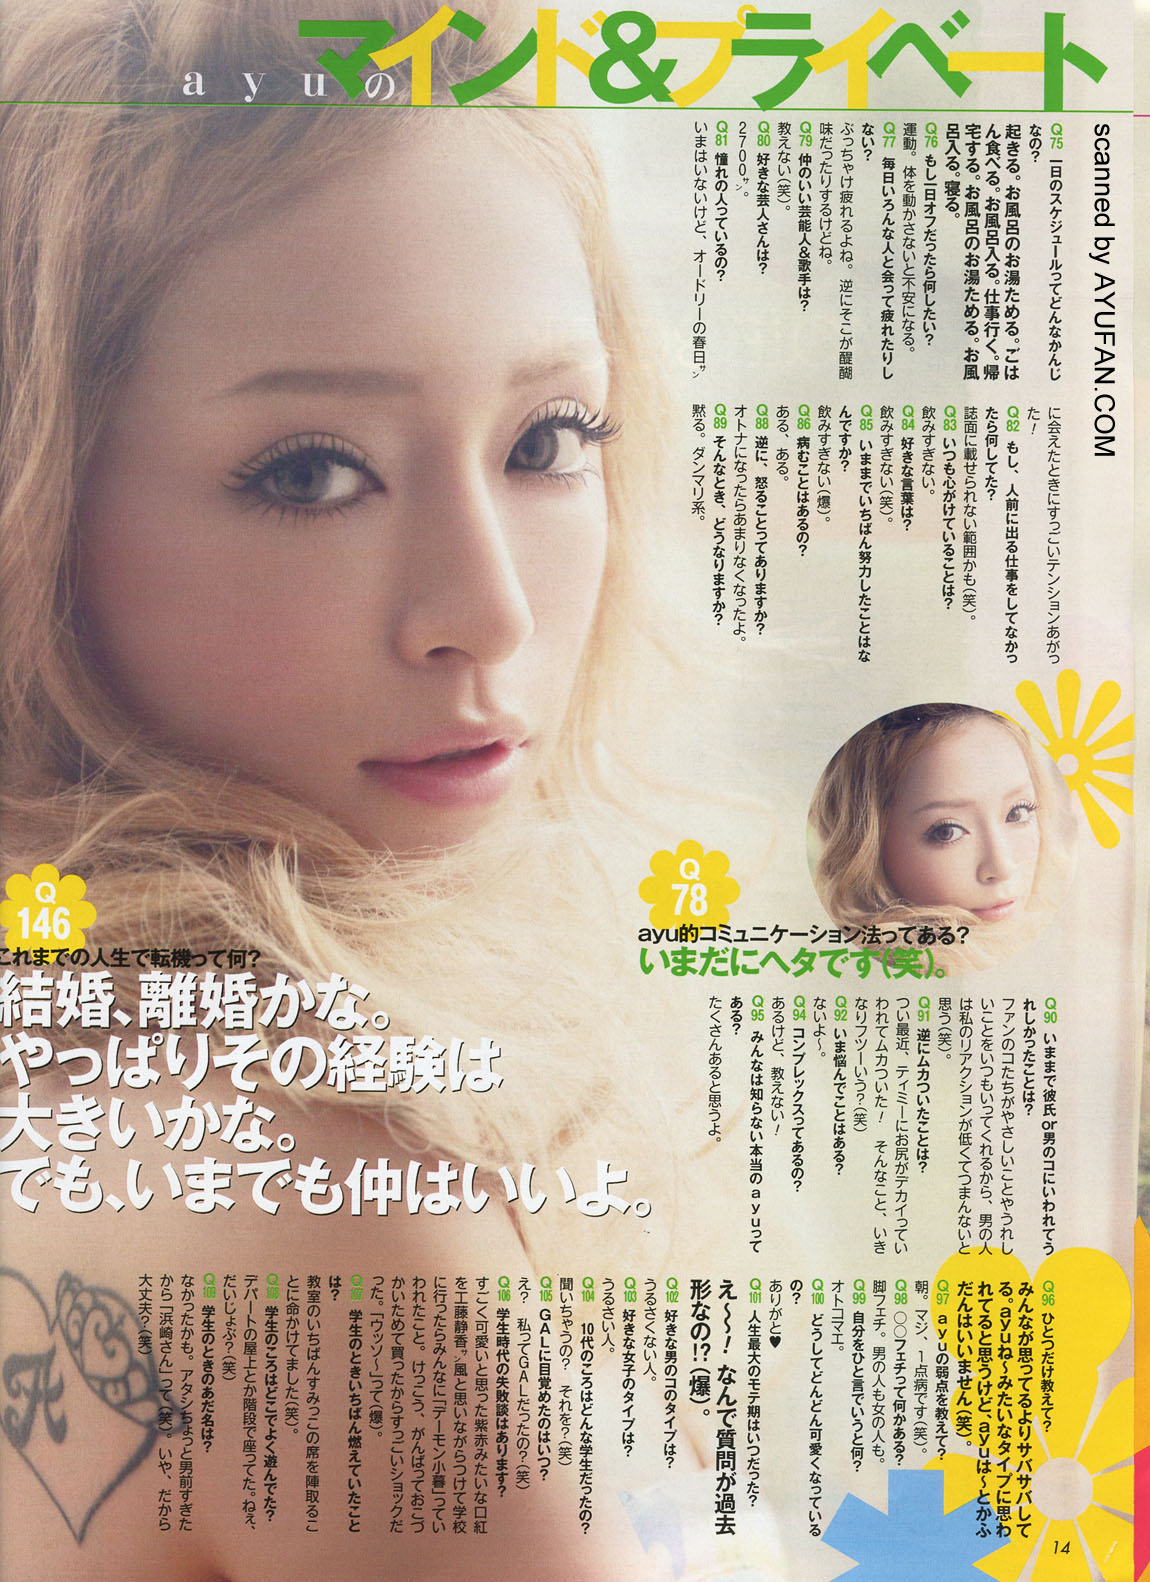 ayuの
マインド&プライベート
scanned by AYUFAN.COM
Q75 一日のスケジュールってどんなかんじ
なの?
起きる。お風呂のお湯ためる。ごは
ん食べる。お風呂入る。仕事行く。帰
宅する。お風呂のお湯ためる。お風
呂入る。寝る。
Q76 もし一日オフだったら何したい?
運動。体を動かさないと不安になる。
Q77 毎日いろんな人と会って疲れたりし
ない?
ぶっちゃけ疲れるよね。逆にそこが醍醐
味だったりするけどね。
Q79 仲のいい芸能人&歌手は?
教えない(笑)。
Q80 好きな芸人さんは?
2700サン。
Q81 憧れの人っているの?
いまはいないけど、オードリーの春日サン
に会えたときにすっごいテンションあがっ
た!
Q82 もし、人前に出る仕事をしてなかっ
たら何してた?
誌面に載せられない範囲かも(笑)。
Q83 いつも心がけていることは?
飲みすぎない。
Q84 好きな言葉は?
飲みすぎない(笑)。
Q85 いままでいちばん努力したことはな
んですか?
飲みすぎない(爆)。
Q86 病むことはあるの?
ある、ある。
Q88 逆に、怒ることってありますか?
オトナになったらあまりなくなったよ。
Q89 そんなとき、どうなりますか?
黙る。ダンマリ系。
Q
78
ayu的コミュニケーション法ってある?
いまだにヘタです(笑)。
Q
146
これまでの人生で転機って何?
結婚、離婚かな。
やっぱりその経験は
大きいかな。
でも、いまでも仲はいいよ。
Q90 いままで彼氏or男のコにいわれてう
れしかったことは?
ファンのコたちがやさしいことやうれし
いことをいつもいってくれるから、男の人
は私のリアクションが低くてつまんないと
思う(笑)。
Q91 逆にムカついたことは?
つい最近、ティミーにお尻がデカイってい
われてムカついた! そんなこと、いき
なりフツーいう?(笑)
Q92 いま悩んでことはある?
ないよ〜。
Q94 コンプレックスってあるの?
あるけど、教えない!
Q95 みんなは知らない本当のayuって
ある?
たくさんあると思うよ。
Q96 ひとつだけ教えて?
みんなが思ってるよりサバサバして
る。ayuね〜みたいなタイプに思わ
れてると思うけど、ayuは〜とかふ
だんはいいません(笑)。
Q97 ayuの弱点を教えて?
朝。マジ、1点病です(笑)。
Q98 ○○フェチって何かある?
脚フェチ。男の人も女の人も。
Q99 自分をひと言でいうと何?
オトコマエ。
Q100 どうしてどんどん可愛くなっている
の?
ありがと♥
Q101 人生最大のモテ期はいつだった?
え〜〜! なんで質問が過去
形なの!?(爆)。
Q102 好きな男のコのタイプは?
うるさくない人。
Q103 好きな女子のタイプは?
うるさい人。
Q104 10代のころはどんな学生だったの?
聞いちゃうの? それを?(笑)
Q105 GALに目覚めたのはいつ?
え? 私ってGALだったの?(笑)
Q106 学生時代の失敗談はあります?
すごく可愛いと思った紫赤みたいな口紅
を工藤静香サン風と思いながらつけて学校
に行ったらみんなに「デーモン小暮」ってい
われたこと。けっこう、がんばっておこづ
かいためて買ったからすっごいショックだ
った。「ウッソ〜」って(爆)。
Q107 学生のときいちばん燃えていたこと
は?
教室のいちばんすみっこの席を陣取るこ
とに命かけてました(笑)。
Q108 学生のころはどこでよく遊んでた?
デパートの屋上とか階段で座ってた。ねぇ、
だいじょぶ?(笑)
Q109 学生のときのあだ名は?
なかったかも。アタシちょっと男前すぎた
から「浜崎さん」って(笑)。いや、だから
大丈夫?(笑)
14